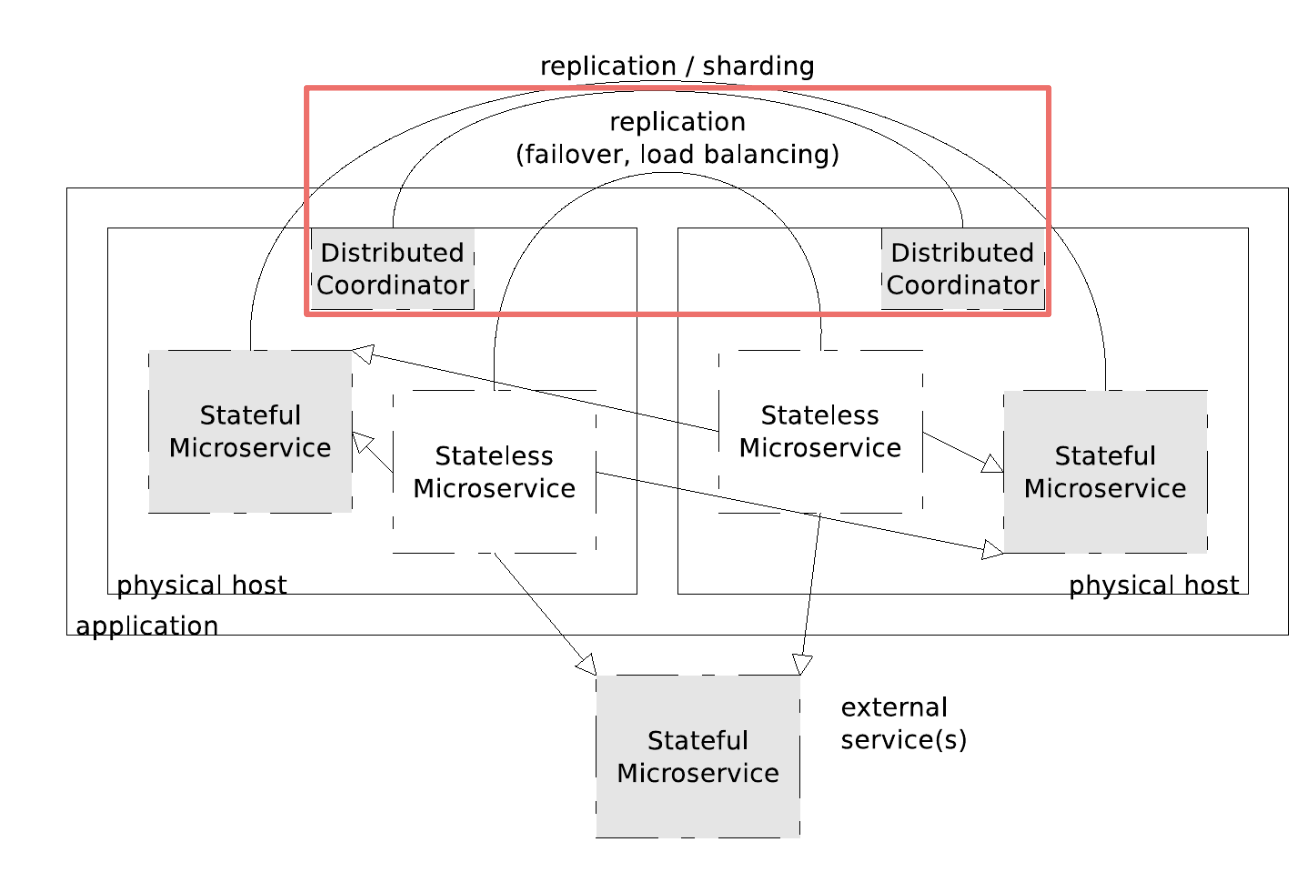 replication / sharding
replication
(failover, load balancing)
Distributed
Coordinator
Distributed
Coordinator
Stateful
Microservice
Stateless
Microservice
Stateless
Microservice
Stateful
Microservice
physical host
physical host
application
Stateful
Microservice
external
service(s)